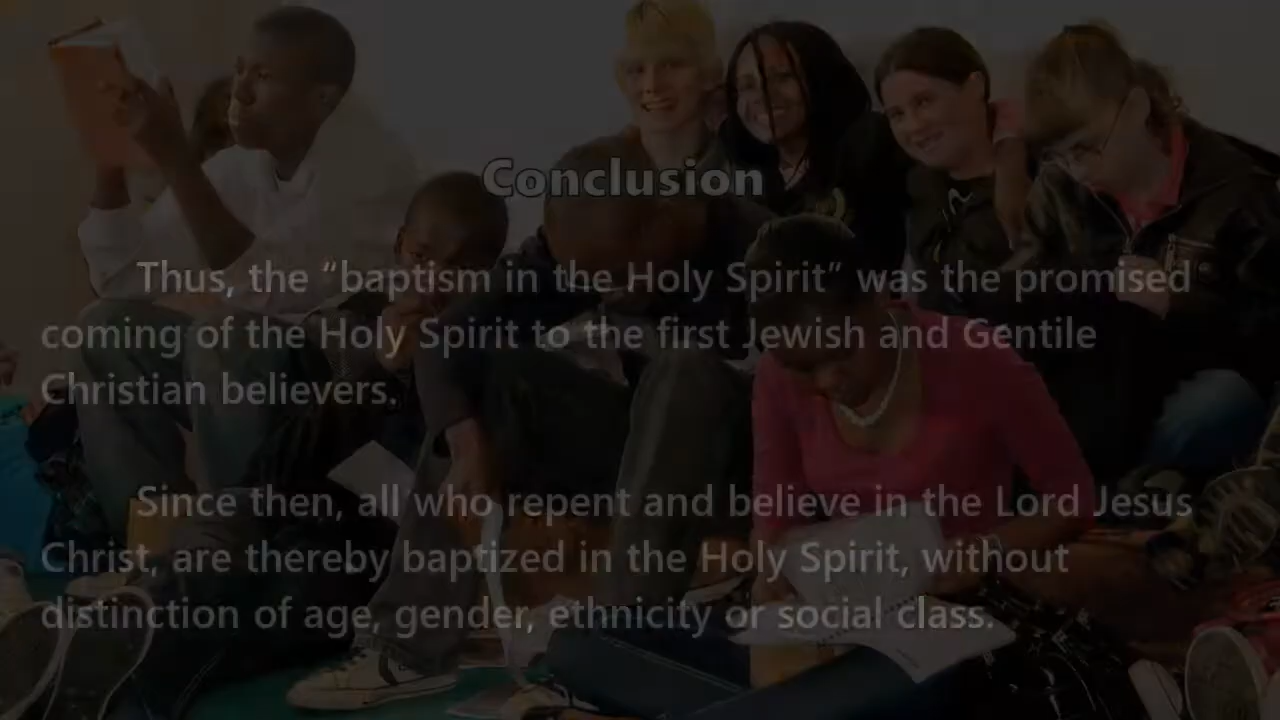 Conclusion
Thus, the “baptism in the Holy Spirit” was the promised
coming of the Holy Spirit to the first Jewish and Gentile
Christian believers.
Since then, all who repent and believe in the Lord Jesus
Christ, are thereby baptized in the Holy Spirit, without
distinction of age, gender, ethnicity or social class.